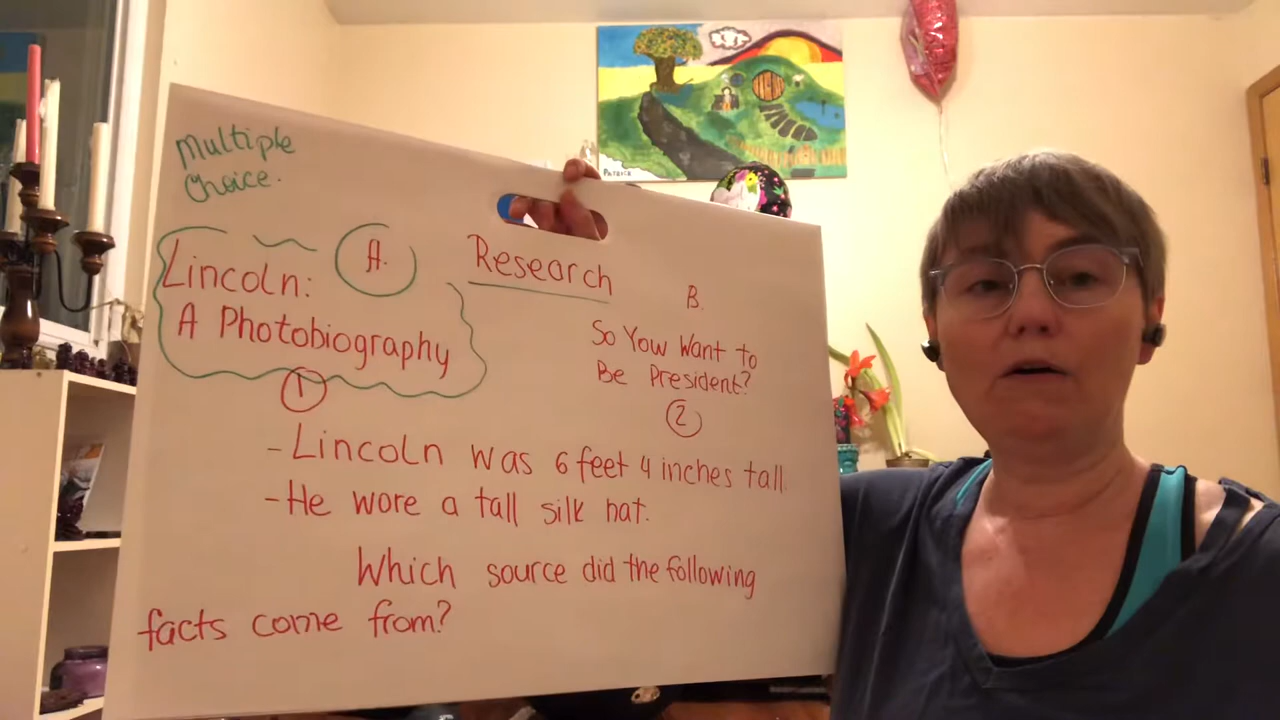 Multiple
Choice.
A.
Lincoln:
A Photobiography
1
Research
B.
So You Want to
Be President?
2
- Lincoln was 6 feet 4 inches tall.
- He wore a tall silk hat.
Which source did the following
facts come from?
Patrick